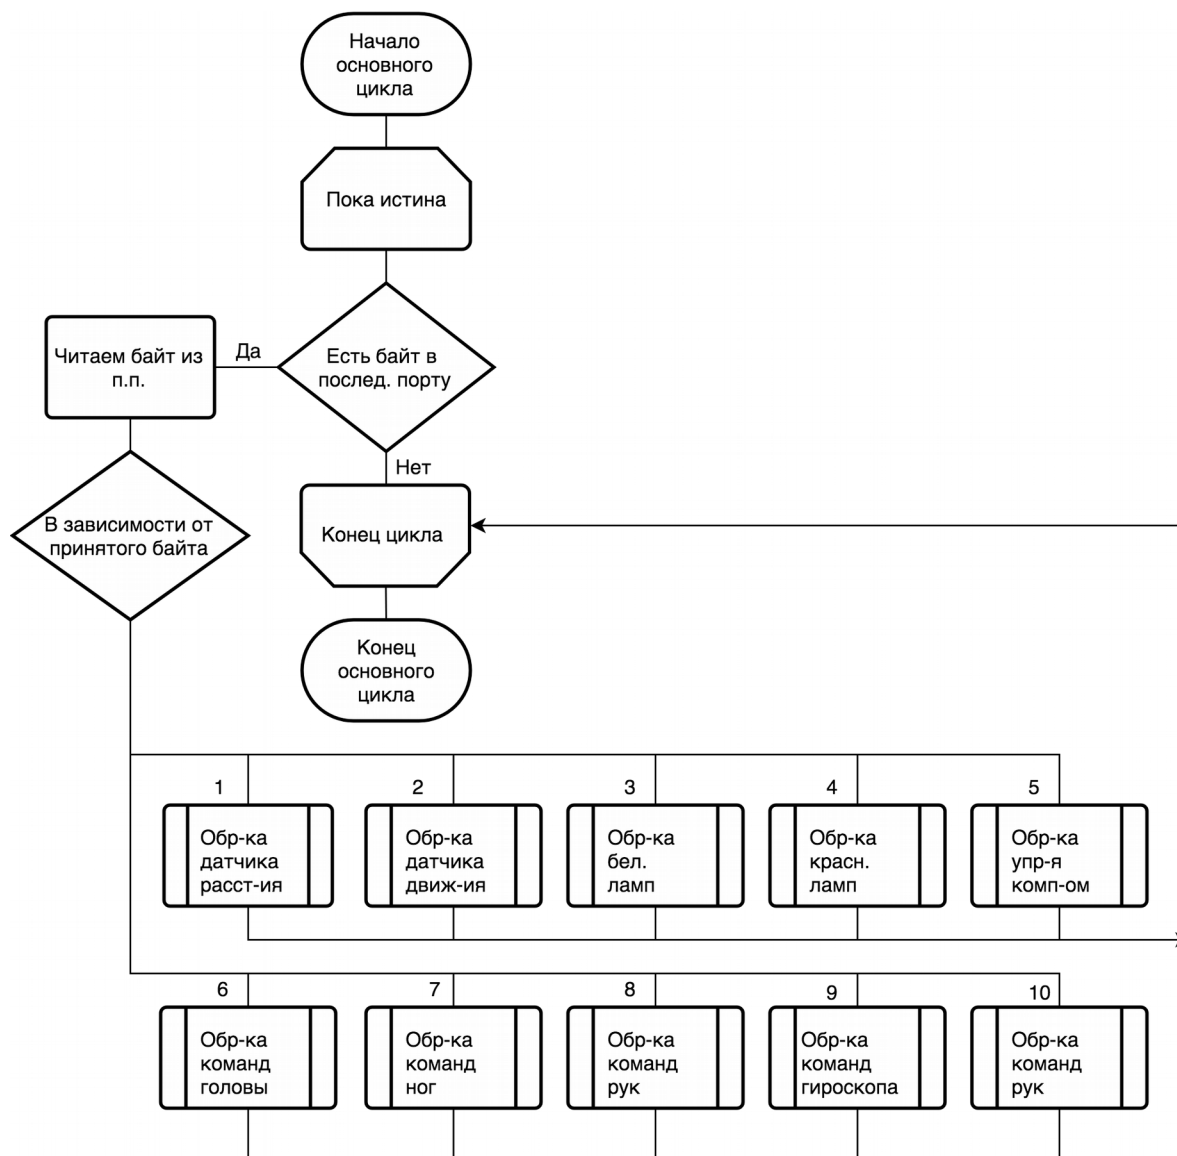 Начало
основного
цикла
Пока истина
Есть байт в
послед. порту
Да
Читаем байт из
п.п.
Нет
В зависимости от
принятого байта
Конец цикла
Конец
основного
цикла
1
Обр-ка
датчика
расст-ия
2
Обр-ка
датчика
движ-ия
3
Обр-ка
бел.
ламп
4
Обр-ка
красн.
ламп
5
Обр-ка
упр-я
комп-ом
6
Обр-ка
команд
головы
7
Обр-ка
команд
ног
8
Обр-ка
команд
рук
9
Обр-ка
команд
гироскопа
10
Обр-ка
команд
рук